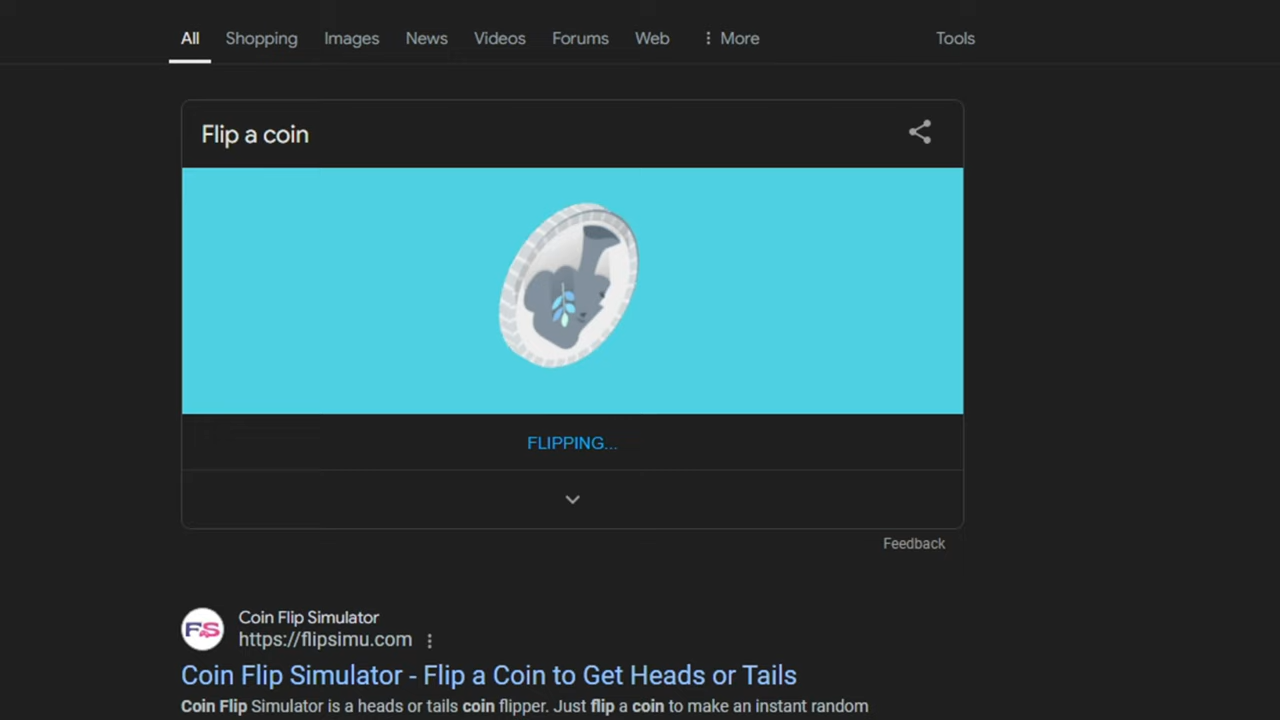 All Shopping Images News Videos Forums Web More Tools
Flip a coin
FLIPPING...
Feedback
FS Coin Flip Simulator
https://flipsimu.com
Coin Flip Simulator - Flip a Coin to Get Heads or Tails
Coin Flip Simulator is a heads or tails coin flipper. Just flip a coin to make an instant random